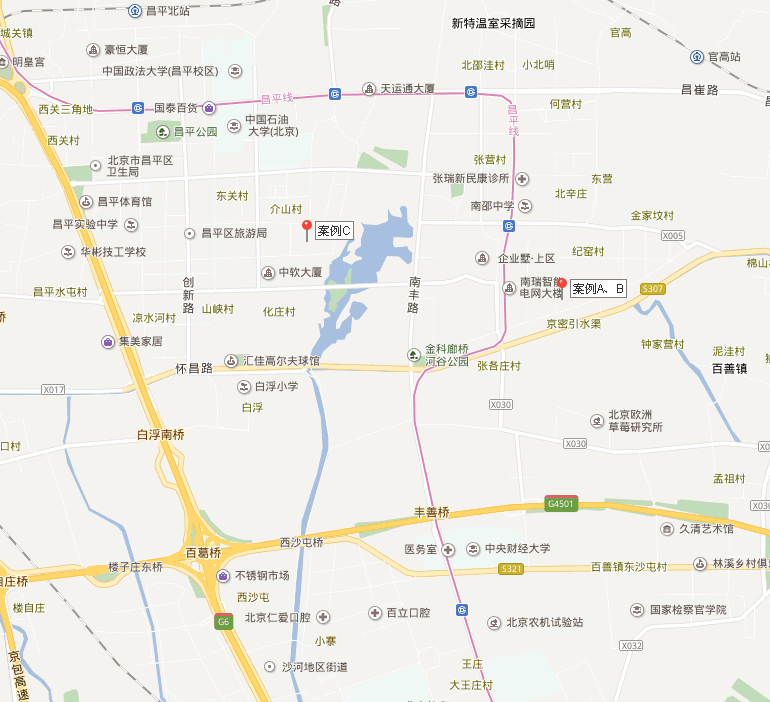 昌平北站
路
新特温室采摘园
城关镇
官高
豪恒大厦
官高站
明皇宫
中国政法大学(昌平校区)
北邵洼村
小北哨
天运通大厦
昌崔路
昌平线
何营村
西关三角地
国泰百货
昌平线
中国石油
大学(北京)
昌平公园
西关村
北京市昌平区
卫生局
张营村
张瑞新民康诊所
东营
北辛庄
昌平体育馆
东关村
介山村
南邵中学
金家坟村
昌平实验中学
昌平区旅游局
案例C
X005
华彬技工学校
企业墅·上区
纪窑村
棉山村
中软大厦
南瑞智能
电网大楼
案例A、B
S307
昌平水屯村
创新路
南丰路
山峡村
化庄村
凉水河村
京密引水渠
桥
集美家居
金科廊桥
河谷公园
钟家营村
泥洼村
怀昌路
汇佳高尔夫球馆
张各庄村
百善镇
X017
白浮小学
白浮
X030
北京欧洲
草莓研究所
白浮南桥
口村
X030
孟祖村
G4501
丰善桥
久清艺术馆
西沙屯桥
百葛桥
医务室
中央财经大学
楼子庄东桥
S321
百善镇东沙屯村
林溪乡村俱
自庄桥
不锈钢市场
西沙屯
楼自庄
北京仁爱口腔
百立口腔
国家检察官学院
G6
北京农机试验站
小寨
X032
京包高速
沙河地区街道
王庄
大王庄村